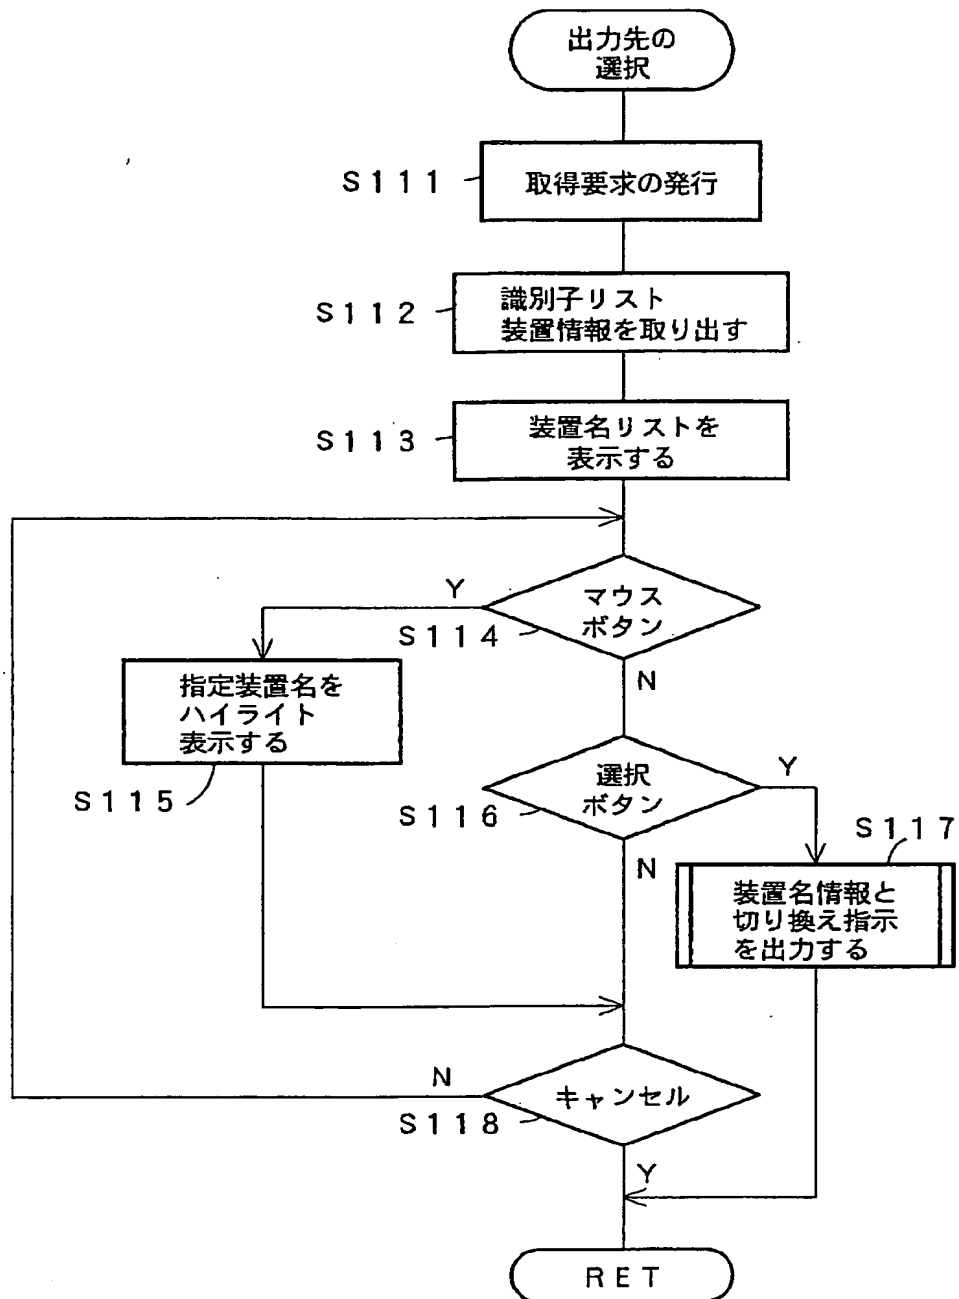 出力先の
選択
S111
取得要求の発行
S112
識別子リスト
装置情報を取り出す
S113
装置名リストを
表示する
Y
マウス
ボタン
S114
N
指定装置名を
ハイライト
表示する
S115
選択
ボタン
Y
S116
N
S117
装置名情報と
切り換え指示
を出力する
N
キャンセル
S118
Y
RET